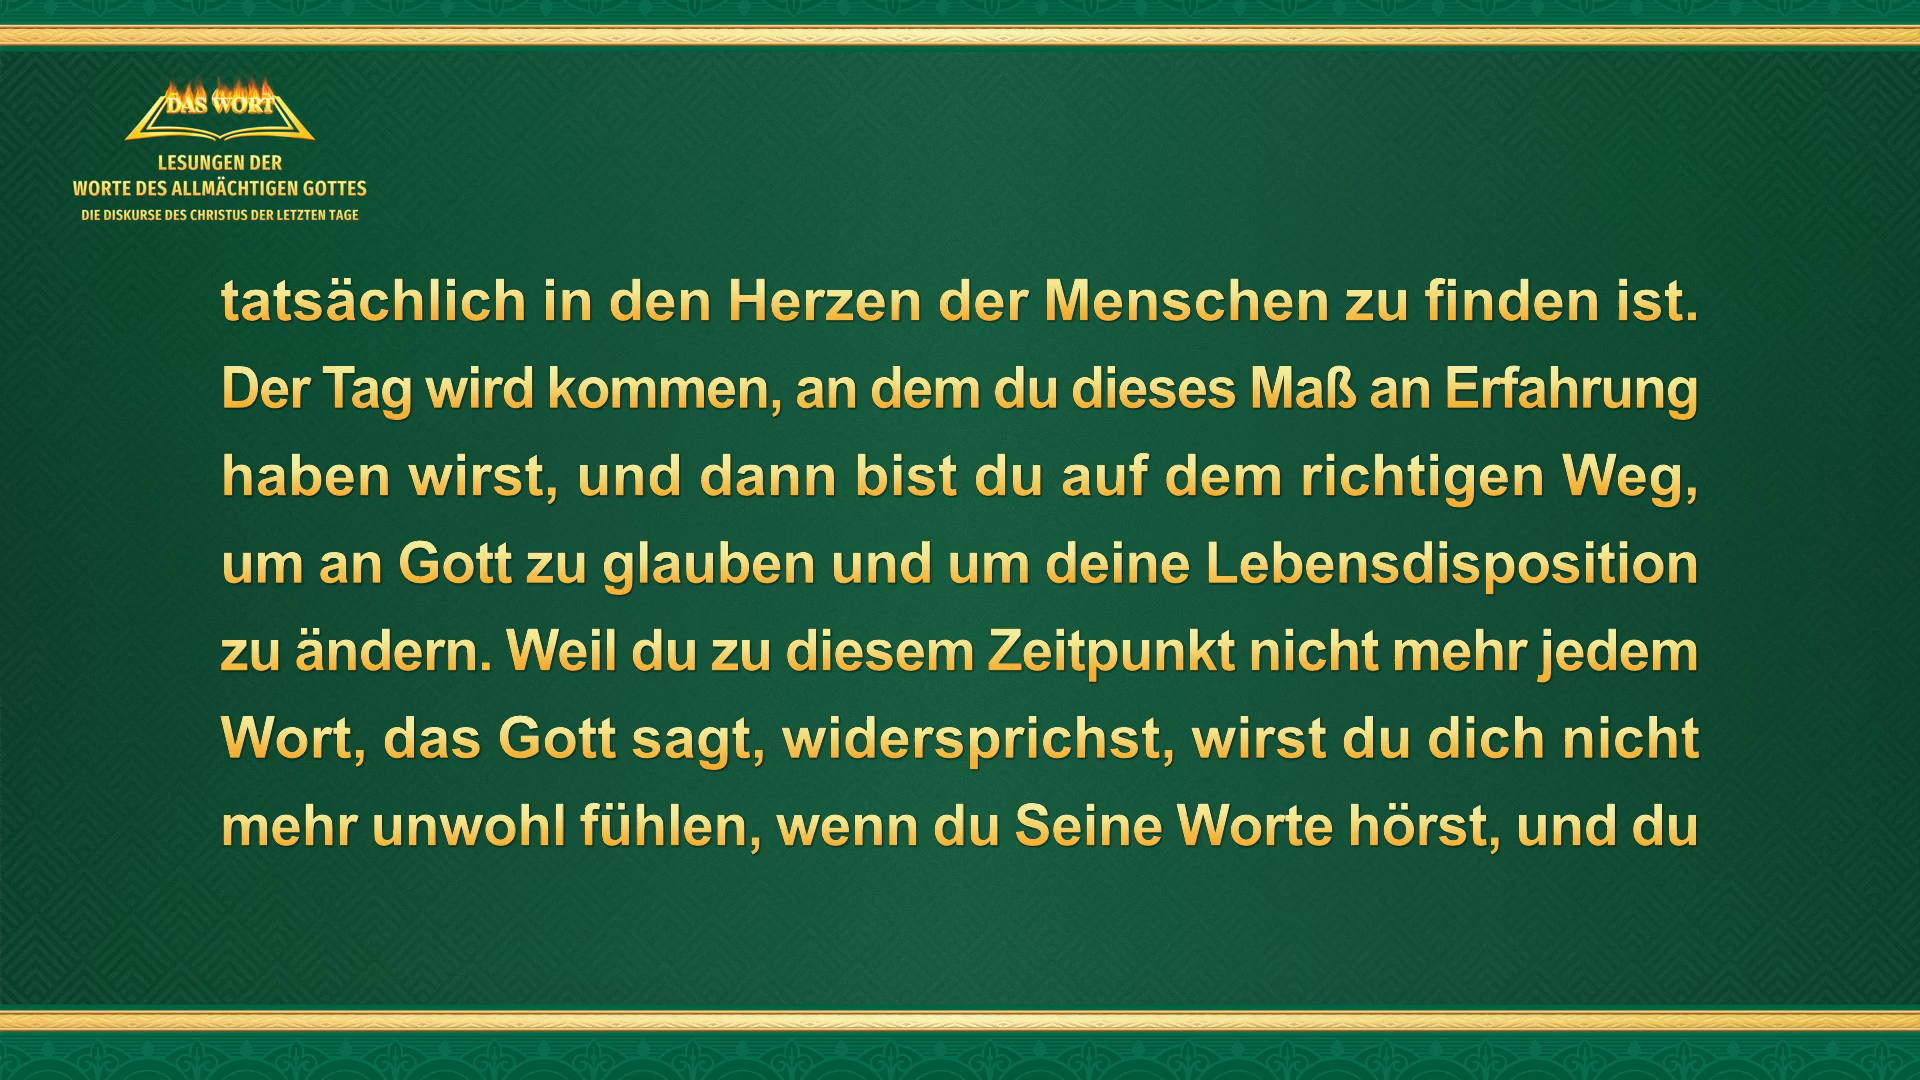 DAS WORT
LESUNGEN DER
WORTE DES ALLMÄCHTIGEN GOTTES
DIE DISKURSE DES CHRISTUS DER LETZTEN TAGE
tatsächlich in den Herzen der Menschen zu finden ist.
Der Tag wird kommen, an dem du dieses Maß an Erfahrung
haben wirst, und dann bist du auf dem richtigen Weg,
um an Gott zu glauben und um deine Lebensdisposition
zu ändern. Weil du zu diesem Zeitpunkt nicht mehr jedem
Wort, das Gott sagt, widersprichst, wirst du dich nicht
mehr unwohl fühlen, wenn du Seine Worte hörst, und du